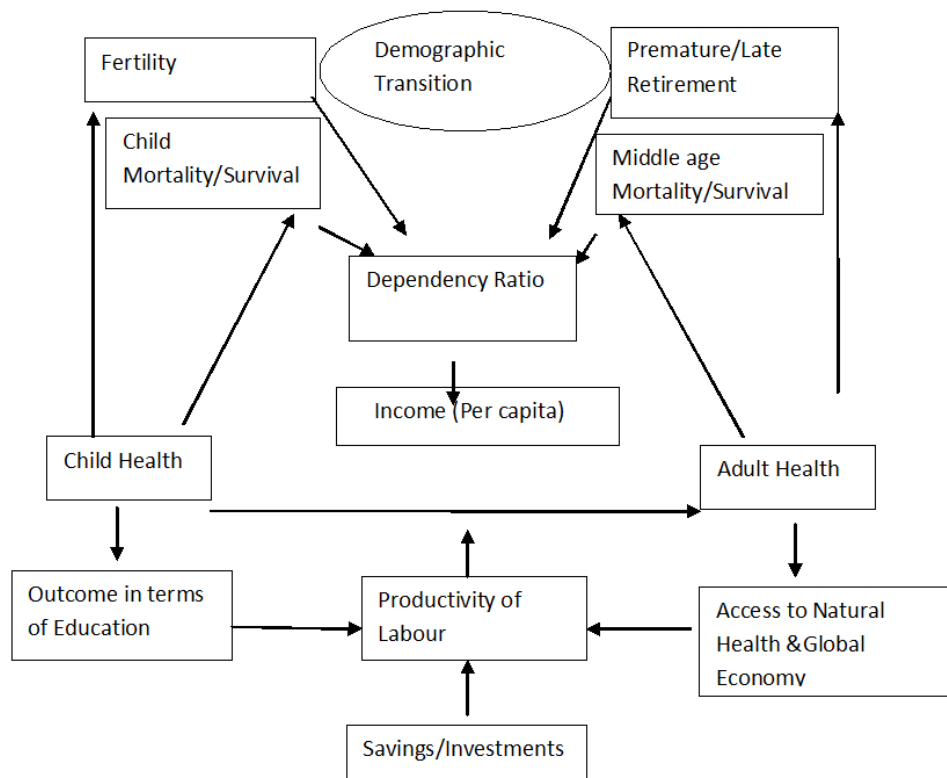 Fertility
Demographic
Transition
Premature/Late
Retirement
Child
Mortality/Survival
Middle age
Mortality/Survival
Dependency Ratio
Income (Per capita)
Child Health
Adult Health
Outcome in terms
of Education
Productivity of
Labour
Access to Natural
Health &Global
Economy
Savings/Investments